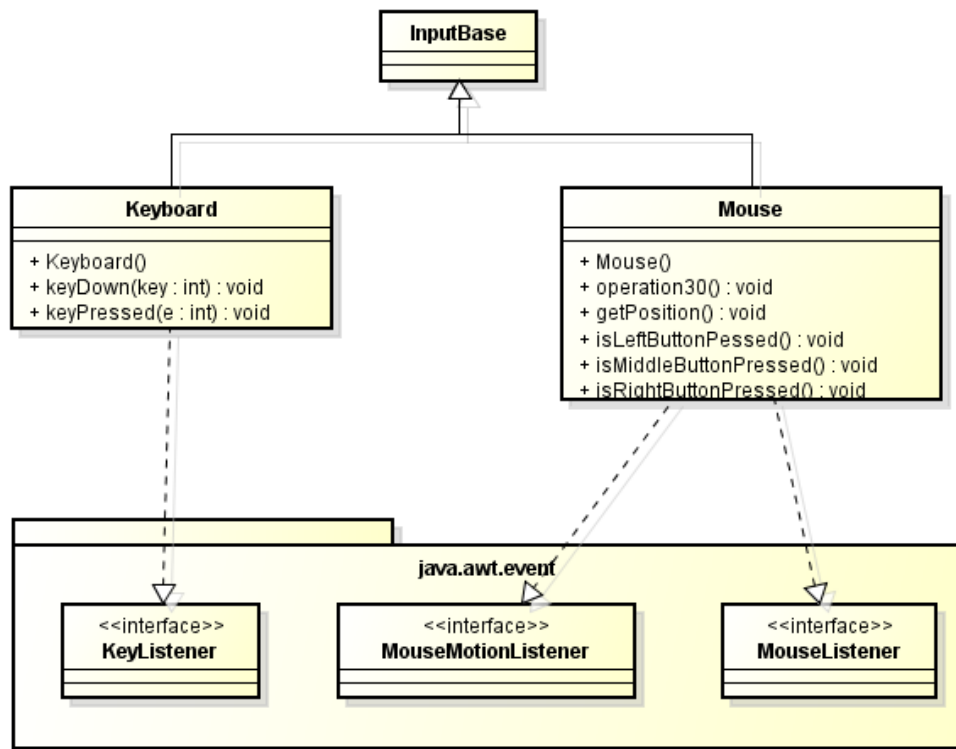 InputBase
Keyboard
+ Keyboard()
+ keyDown(key : int) : void
+ keyPressed(e : int) : void
Mouse
+ Mouse()
+ operation30() : void
+ getPosition() : void
+ isLeftButtonPessed() : void
+ isMiddleButtonPressed() : void
+ isRightButtonPressed() : void
java.awt.event
<<interface>>
KeyListener
<<interface>>
MouseMotionListener
<<interface>>
MouseListener